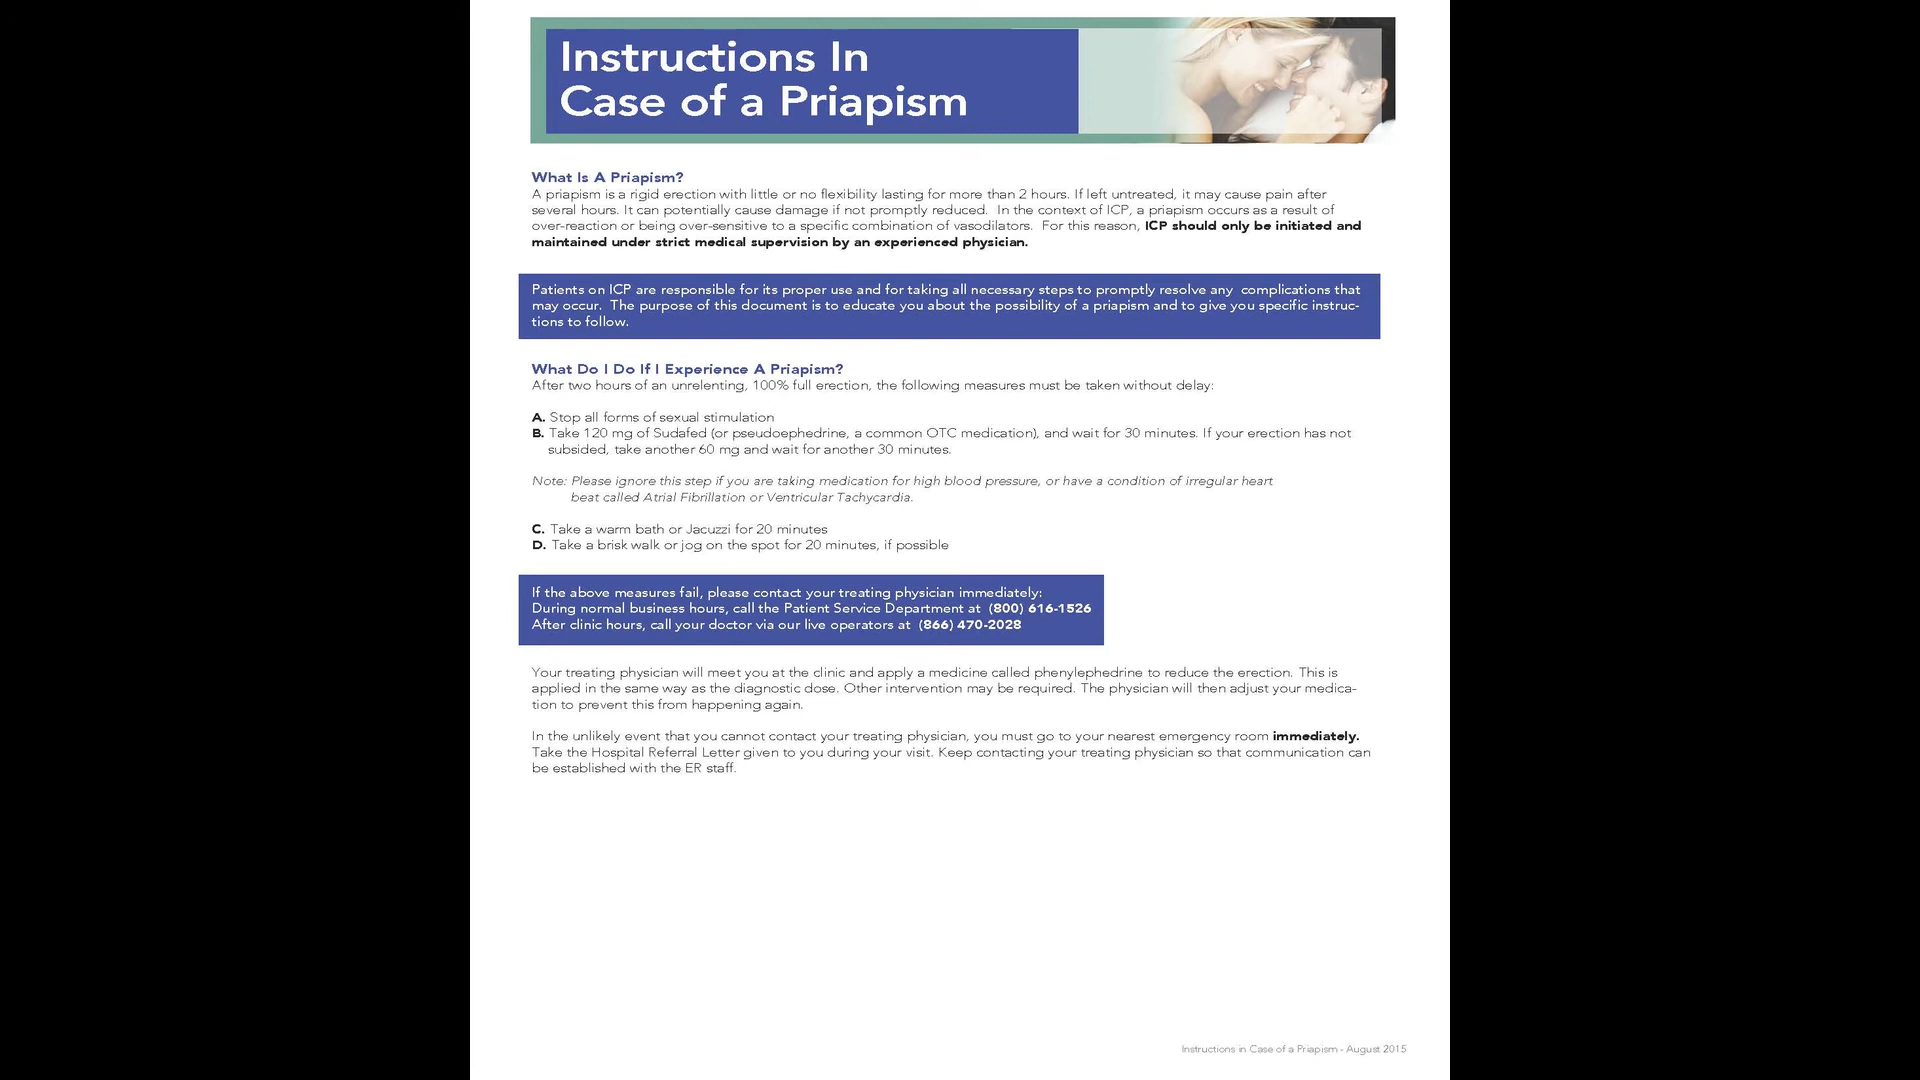 Instructions In
Case of a Priapism
What Is A Priapism?
A priapism is a rigid erection with little or no flexibility lasting for more than 2 hours. If left untreated, it may cause pain after
several hours. It can potentially cause damage if not promptly reduced.  In the context of ICP, a priapism occurs as a result of
over-reaction or being over-sensitive to a specific combination of vasodilators.  For this reason, ICP should only be initiated and
maintained under strict medical supervision by an experienced physician.
Patients on ICP are responsible for its proper use and for taking all necessary steps to promptly resolve any  complications that
may occur.  The purpose of this document is to educate you about the possibility of a priapism and to give you specific instruc-
tions to follow.
What Do I Do If I Experience A Priapism?
After two hours of an unrelenting, 100% full erection, the following measures must be taken without delay:
A. Stop all forms of sexual stimulation
B. Take 120 mg of Sudafed (or pseudoephedrine, a common OTC medication), and wait for 30 minutes. If your erection has not
subsided, take another 60 mg and wait for another 30 minutes.
Note: Please ignore this step if you are taking medication for high blood pressure, or have a condition of irregular heart
beat called Atrial Fibrillation or Ventricular Tachycardia.
C. Take a warm bath or Jacuzzi for 20 minutes
D. Take a brisk walk or jog on the spot for 20 minutes, if possible
If the above measures fail, please contact your treating physician immediately:
During normal business hours, call the Patient Service Department at  (800) 616-1526
After clinic hours, call your doctor via our live operators at  (866) 470-2028
Your treating physician will meet you at the clinic and apply a medicine called phenylephedrine to reduce the erection. This is
applied in the same way as the diagnostic dose. Other intervention may be required. The physician will then adjust your medica-
tion to prevent this from happening again.
In the unlikely event that you cannot contact your treating physician, you must go to your nearest emergency room immediately.
Take the Hospital Referral Letter given to you during your visit. Keep contacting your treating physician so that communication can
be established with the ER staff.
Instructions in Case of a Priapism - August 2015